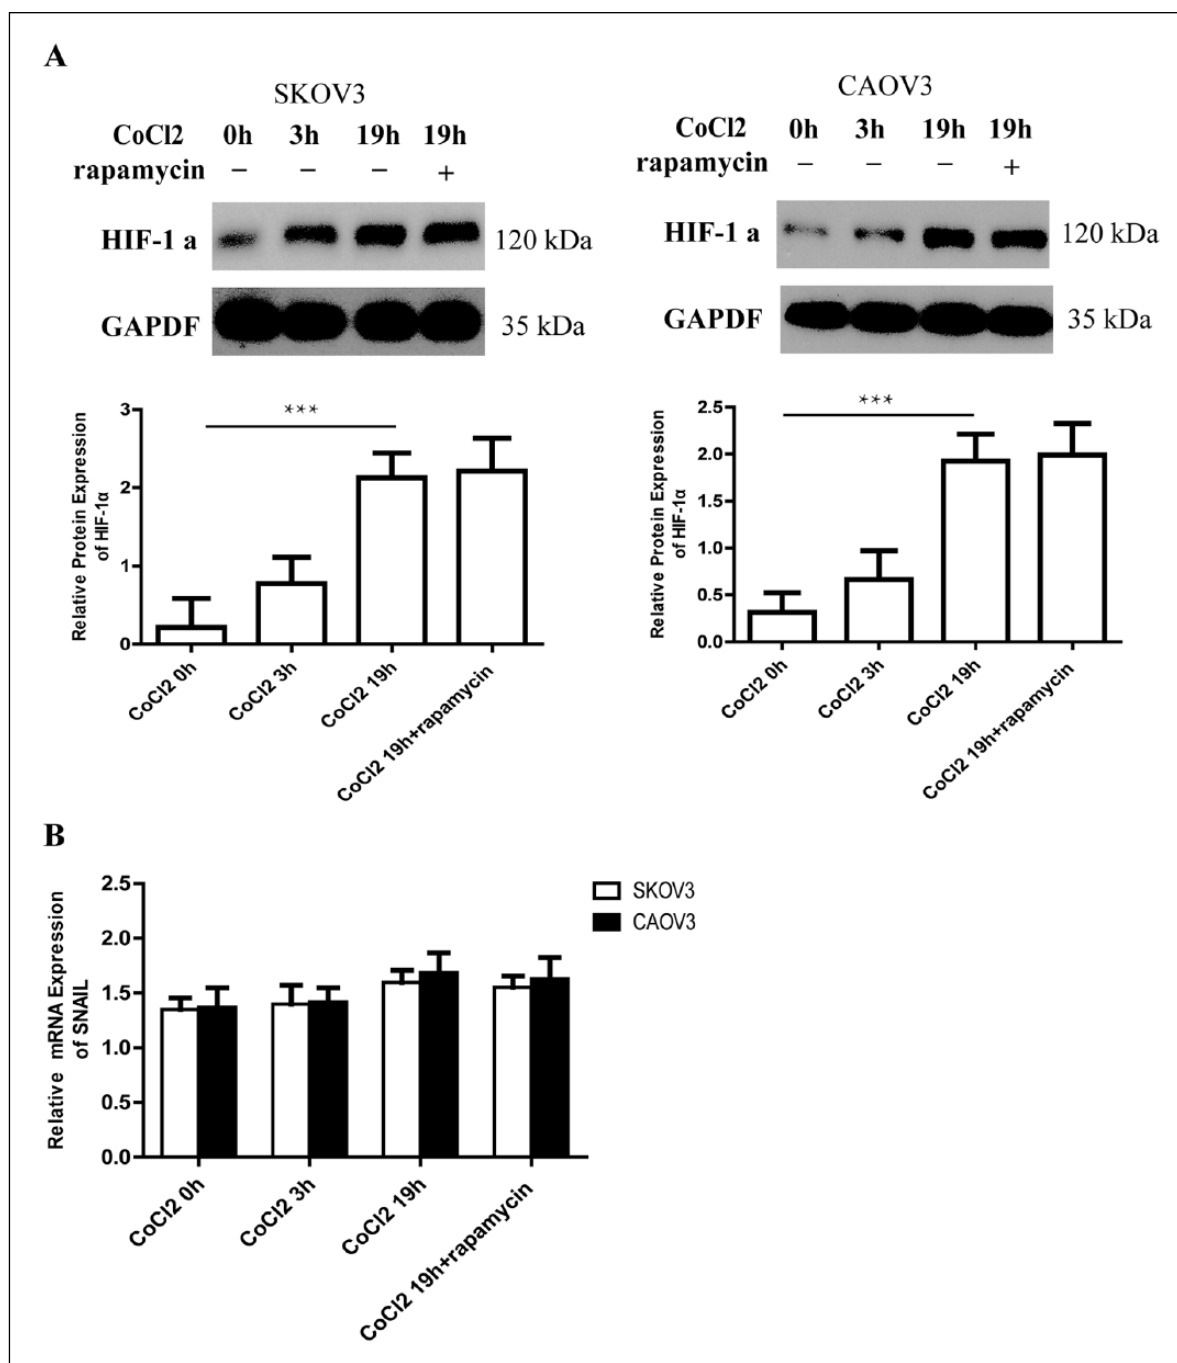 A
SKOV3
CoCl2 0h 3h 19h 19h
rapamycin – – – +
HIF-1 a 120 kDa
GAPDF 35 kDa
CAOV3
CoCl2 0h 3h 19h 19h
rapamycin – – – +
HIF-1 a 120 kDa
GAPDF 35 kDa
Relative Protein Expression
of HIF-1α
3
2
1
0
***
CoCl2 0h
CoCl2 3h
CoCl2 19h
CoCl2 19h+rapamycin
Relative Protein Expression
of HIF-1α
2.5
2.0
1.5
1.0
0.5
0.0
***
CoCl2 0h
CoCl2 3h
CoCl2 19h
CoCl2 19h+rapamycin
B
Relative mRNA Expression
of SNAIL
2.5
2.0
1.5
1.0
0.5
0.0
SKOV3
CAOV3
CoCl2 0h
CoCl2 3h
CoCl2 19h
CoCl2 19h+rapamycin